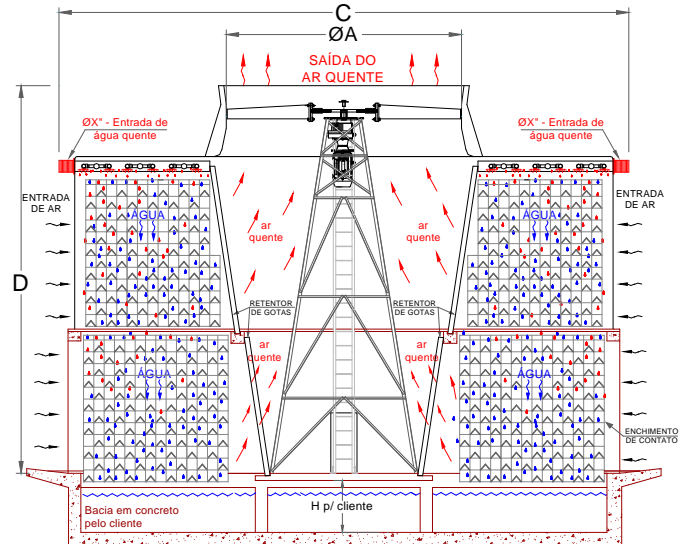 C
ØA
SAÍDA DO
AR QUENTE
ØX" - Entrada de
água quente
ØX" - Entrada de
água quente
ENTRADA
DE AR
ENTRADA
DE AR
ÁGUA
ÁGUA
ar
quente
ar
quente
D
RETENTOR
DE GOTAS
RETENTOR
DE GOTAS
ar
quente
ar
quente
ÁGUA
ÁGUA
ENCHIMENTO
DE CONTATO
Bacia em concreto
pelo cliente
H p/ cliente